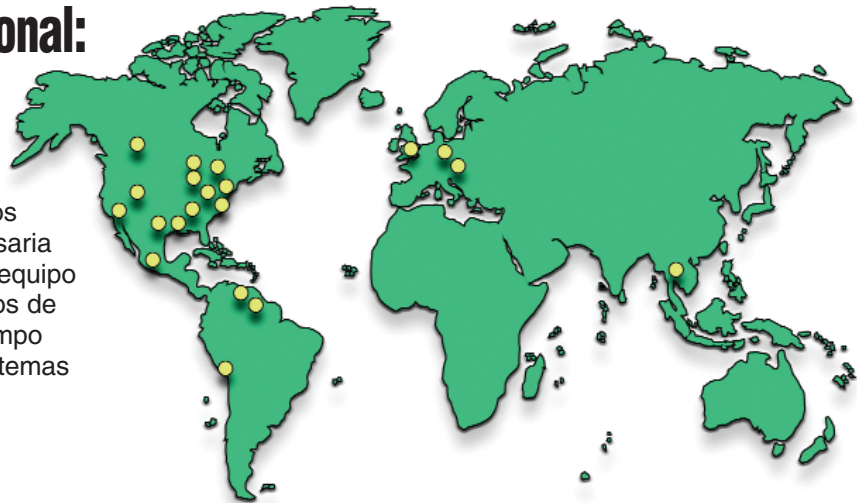 onal:
os
saria
equipo
os de
mpo
temas